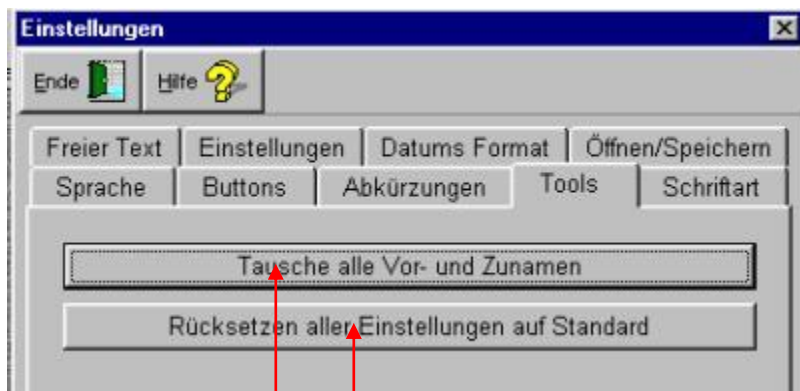 Einstellungen
Ende Hilfe
Freier Text Einstellungen Datums Format Öffnen/Speichern
Sprache Buttons Abkürzungen Tools Schriftart
Tausche alle Vor- und Zunamen
Rücksetzen aller Einstellungen auf Standard